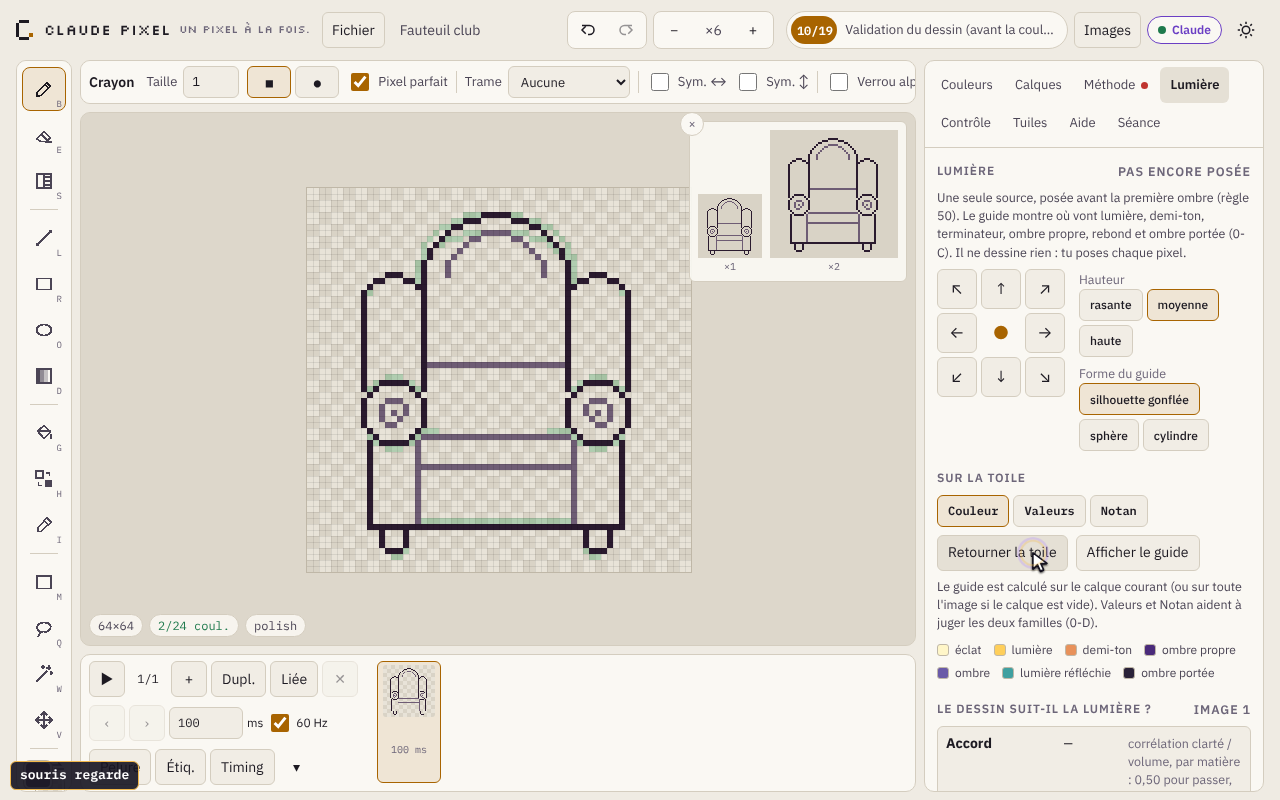 CLAUDE PIXEL UN PIXEL À LA FOIS. Fichier Fauteuil club − ×6 + 10/19 Validation du dessin (avant la coul… Images Claude
Crayon Taille 1 Pixel parfait Trame Aucune Sym. ↔ Sym. ↕ Verrou alp
B
E
S
L
R
O
D
G
H
I
M
Q
W
V
×
×1 ×2
64×64 2/24 coul. polish
1/1 + Dupl. Liée ✕
‹ › 100 ms 60 Hz
Étiq. Timing ▼
100 ms
souris regarde
Couleurs Calques Méthode Lumière
Contrôle Tuiles Aide Séance
LUMIÈRE PAS ENCORE POSÉE
Une seule source, posée avant la première ombre (règle
50). Le guide montre où vont lumière, demi-ton,
terminateur, ombre propre, rebond et ombre portée (0-
C). Il ne dessine rien : tu poses chaque pixel.
↖ ↑ ↗
← →
↙ ↓ ↘
Hauteur
rasante moyenne
haute
Forme du guide
silhouette gonflée
sphère cylindre
SUR LA TOILE
Couleur Valeurs Notan
Retourner la toile Afficher le guide
Le guide est calculé sur le calque courant (ou sur toute
l'image si le calque est vide). Valeurs et Notan aident à
juger les deux familles (0-D).
éclat lumière demi-ton ombre propre
ombre lumière réfléchie ombre portée
LE DESSIN SUIT-IL LA LUMIÈRE ? IMAGE 1
Accord — corrélation clarté /
volume, par matière
: 0,50 pour passer,